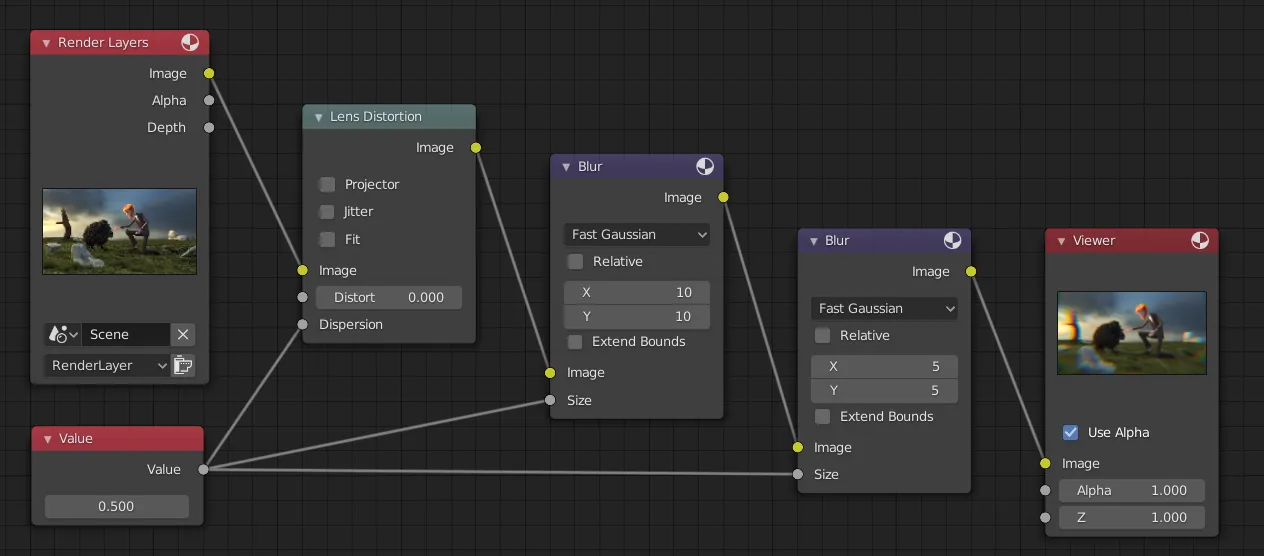 Render Layers
Image
Alpha
Depth
Scene
RenderLayer
Value
Value
0.500
Lens Distortion
Image
Projector
Jitter
Fit
Image
Distort 0.000
Dispersion
Blur
Image
Fast Gaussian
Relative
X 10
Y 10
Extend Bounds
Image
Size
Blur
Image
Fast Gaussian
Relative
X 5
Y 5
Extend Bounds
Image
Size
Viewer
Use Alpha
Image
Alpha 1.000
Z 1.000